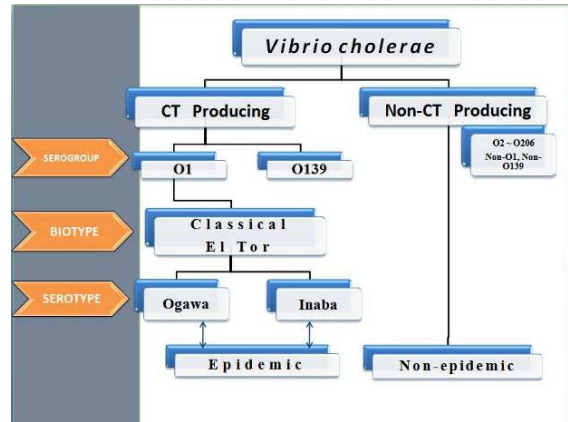 Vibrio cholerae
CT Producing
Non-CT Producing
O2 ~ O206
Non-O1, Non-
O139
SEROGROUP
O1
O139
BIOTYPE
Classical
El Tor
SEROTYPE
Ogawa
Inaba
Epidemic
Non-epidemic